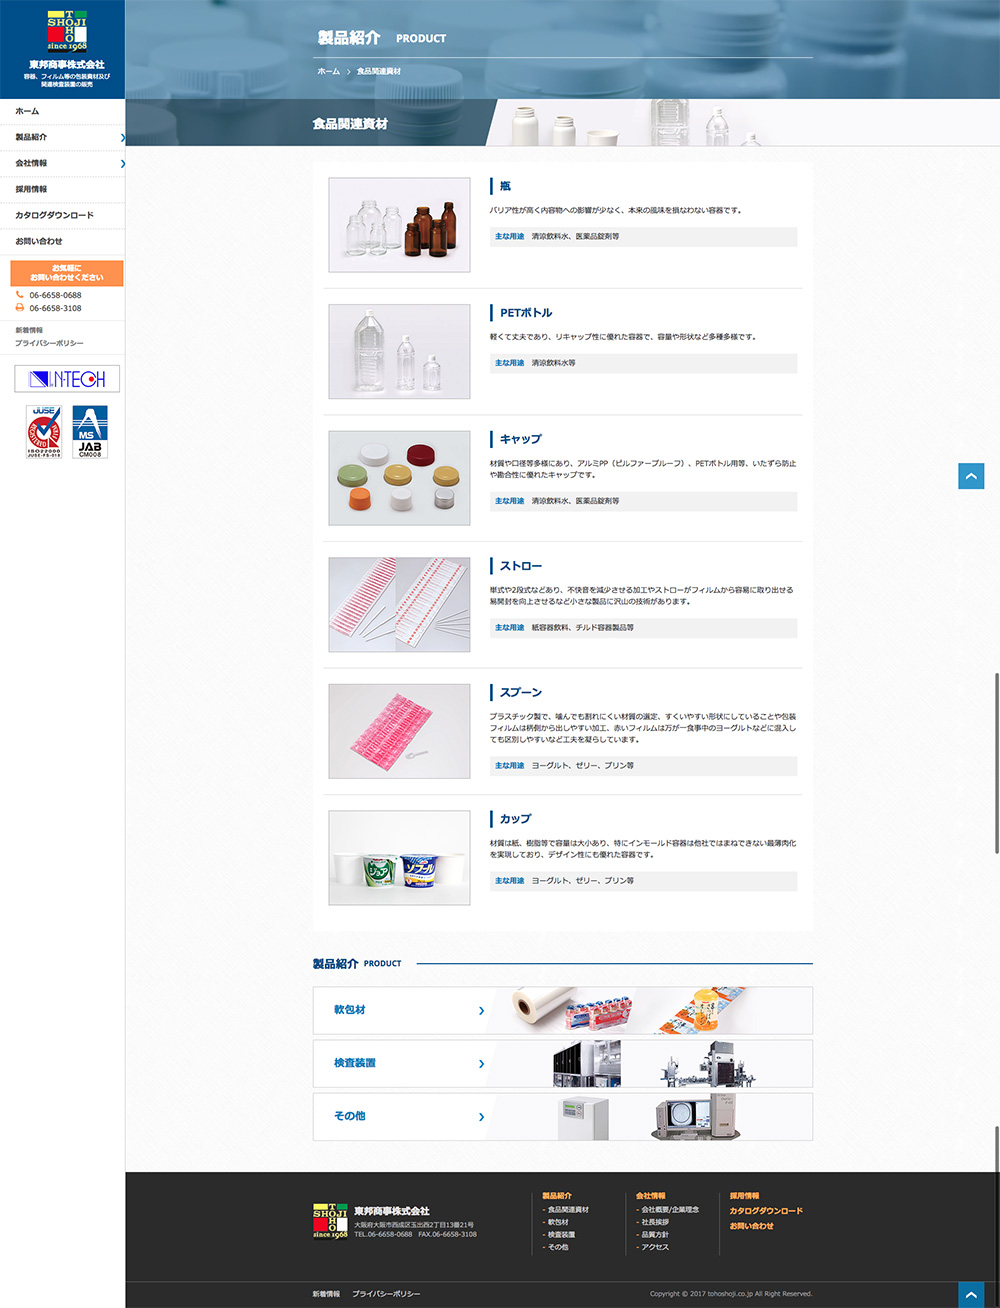 TOHO
SHOJI
since 1968
東邦商事株式会社
容器、フィルム等の包装資材及び
関連検査装置の販売
ホーム
製品紹介
会社情報
採用情報
カタログダウンロード
お問い合わせ
お気軽に
お問い合わせください
06-6658-0688
06-6658-3108
新着情報
プライバシーポリシー
IN-TECH
JUSE
REGISTERED FIRM
ISO22000
JUSE-FS-018
MS
JAB
CM008
製品紹介 PRODUCT
ホーム > 食品関連資材
食品関連資材
瓶
バリア性が高く内容物への影響が少なく、本来の風味を損なわない容器です。
主な用途 清涼飲料水、医薬品錠剤等
PETボトル
軽くて丈夫であり、リキャップ性に優れた容器で、容量や形状など多種多様です。
主な用途 清涼飲料水等
キャップ
材質や口径等多様にあり、アルミPP（ピルファープルーフ）、PETボトル用等、いたずら防止
や勘合性に優れたキャップです。
主な用途 清涼飲料水、医薬品錠剤等
ストロー
単式や2段式などあり、不快音を減少させる加工やストローがフィルムから容易に取り出せる
易開封を向上させるなど小さな製品に沢山の技術があります。
主な用途 紙容器飲料、チルド容器製品等
スプーン
プラスチック製で、噛んでも割れにくい材質の選定、すくいやすい形状にしていることや包装
フィルムは柄側から出しやすい加工、赤いフィルムは万が一食事中のヨーグルトなどに混入し
ても区別しやすいなど工夫を凝らしています。
主な用途 ヨーグルト、ゼリー、プリン等
カップ
材質は紙、樹脂等で容量は大小あり、特にインモールド容器は他社ではまねできない最薄肉化
を実現しており、デザイン性にも優れた容器です。
主な用途 ヨーグルト、ゼリー、プリン等
ジョア
ソフール
製品紹介 PRODUCT
軟包材
検査装置
その他
TOHO
SHOJI
since 1968
東邦商事株式会社
大阪府大阪市西成区玉出西2丁目13番21号
TEL.06-6658-0688 FAX.06-6658-3108
製品紹介
- 食品関連資材
- 軟包材
- 検査装置
- その他
会社情報
- 会社概要/企業理念
- 社長挨拶
- 品質方針
- アクセス
採用情報
カタログダウンロード
お問い合わせ
新着情報 プライバシーポリシー
Copyright © 2017 tohoshoji.co.jp All Right Reserved.